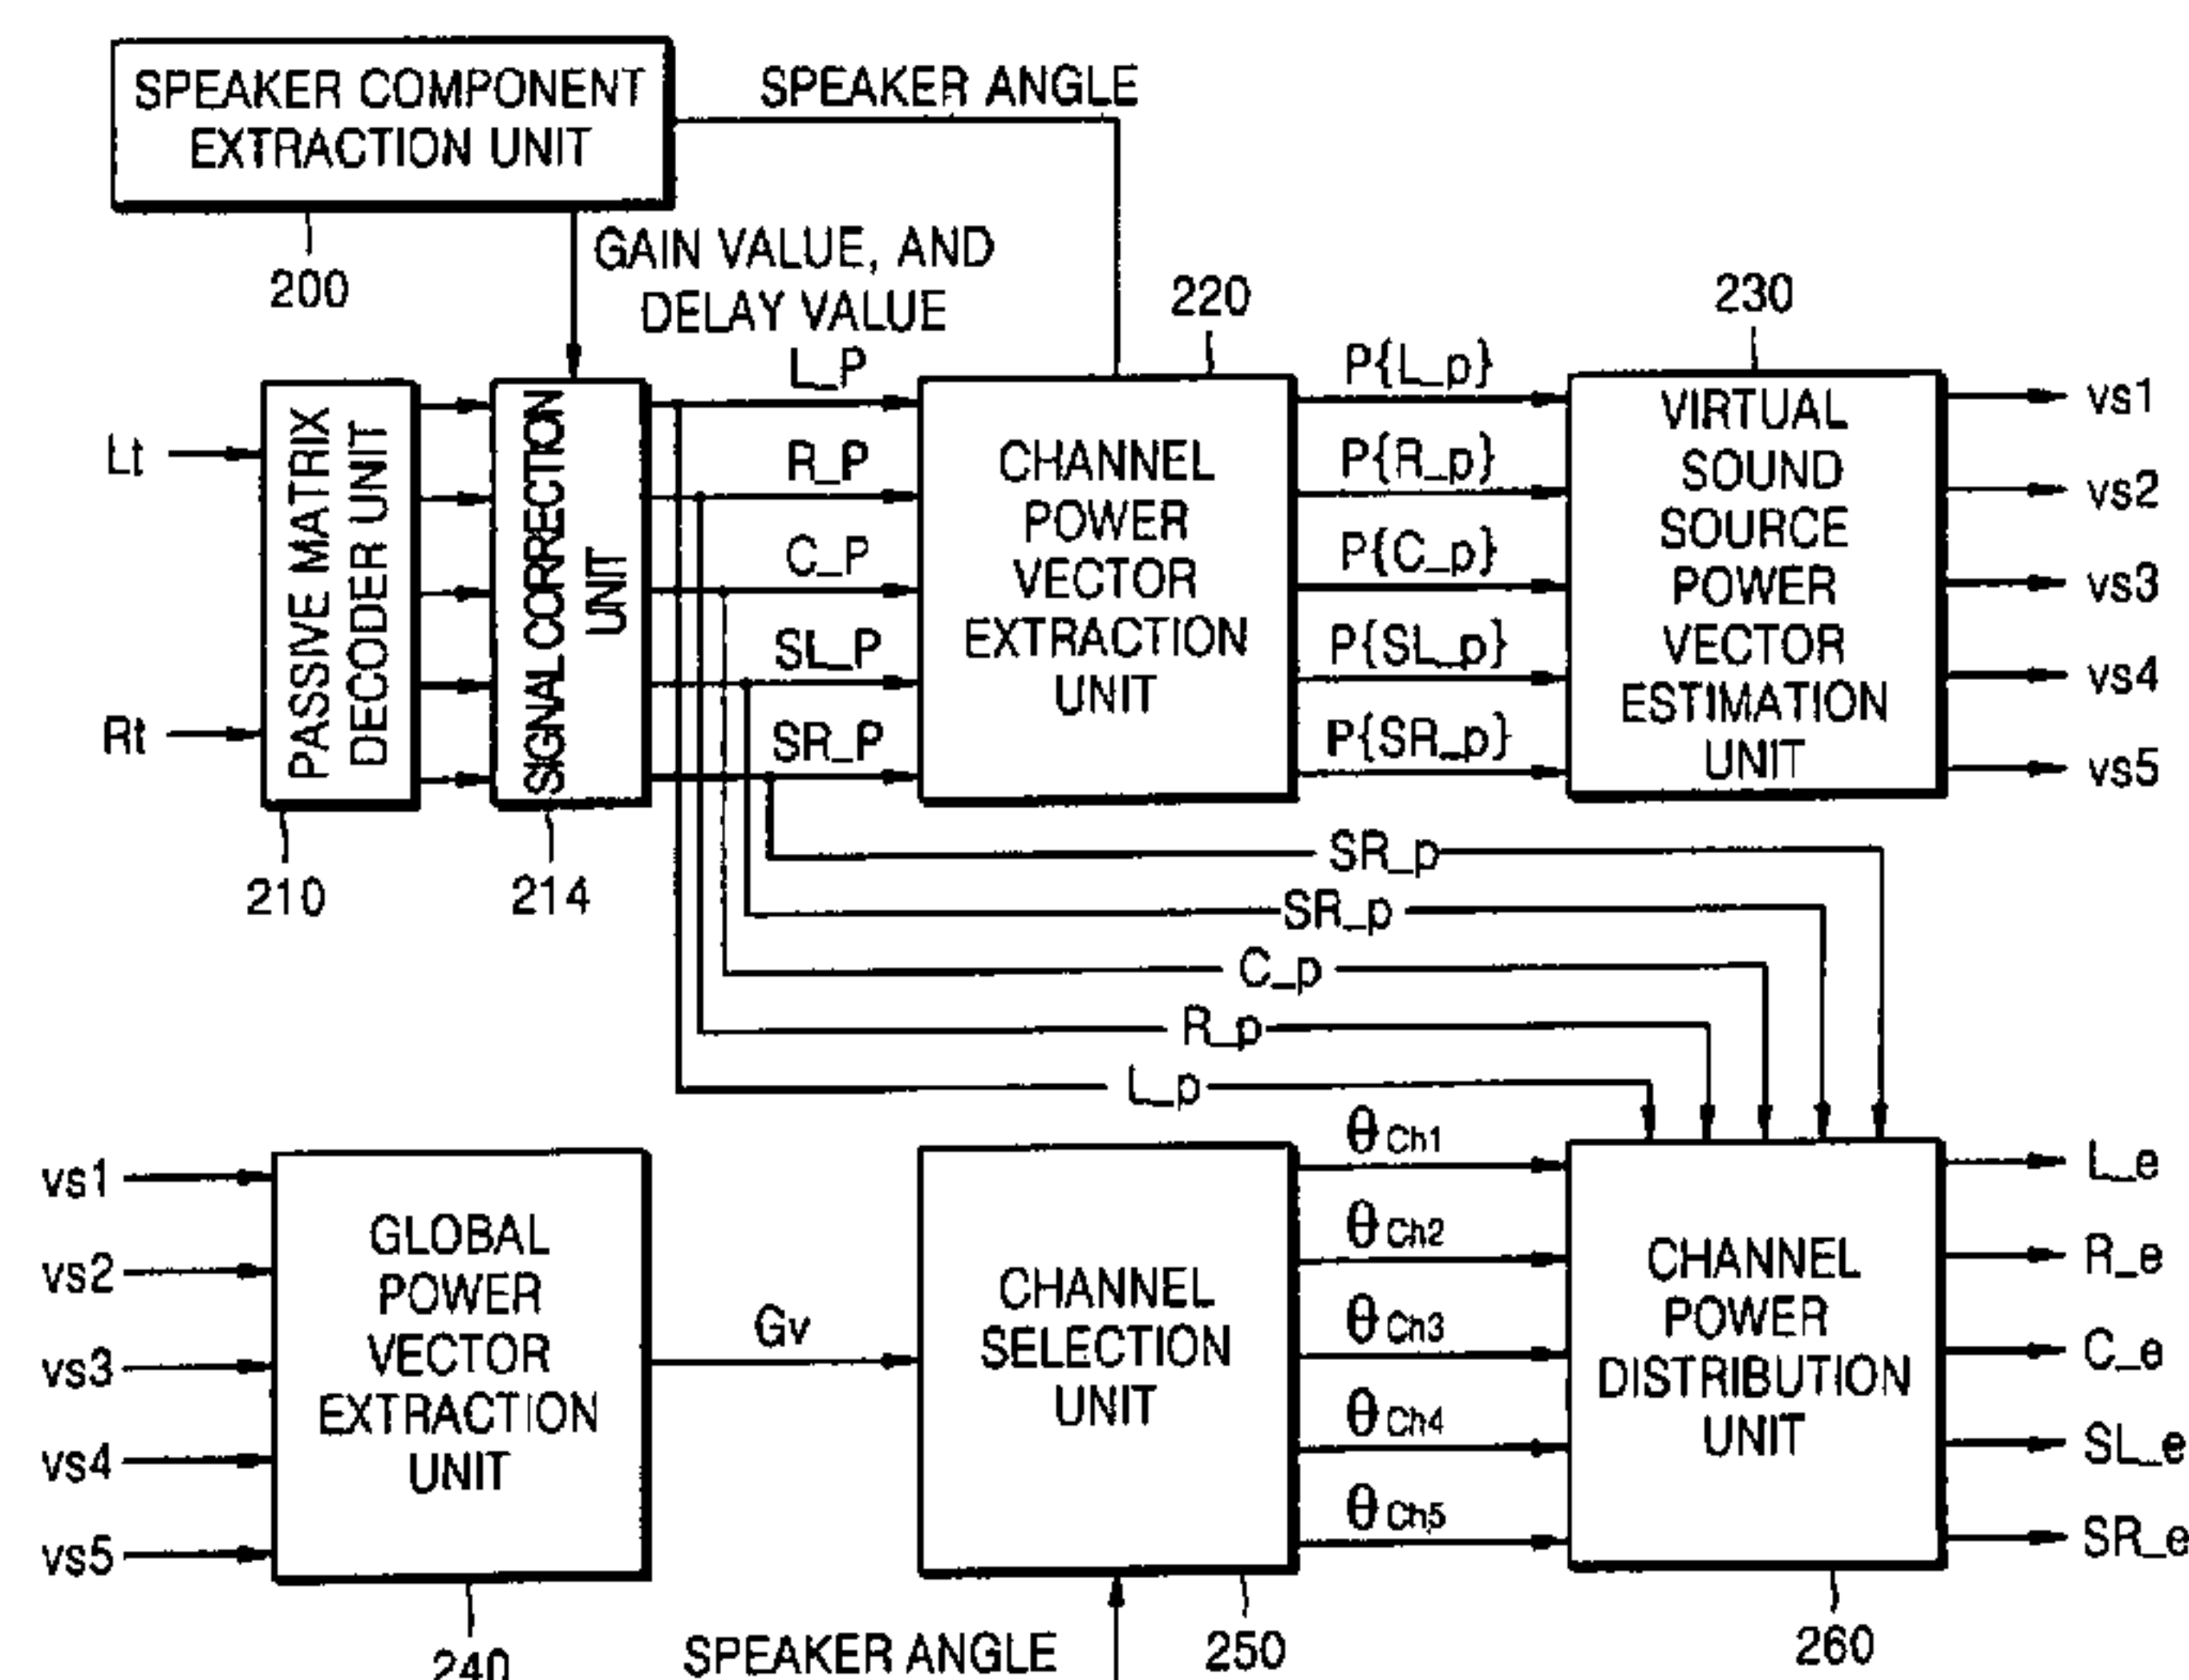 SPEAKER COMPONENT
EXTRACTION UNIT
SPEAKER ANGLE
200
GAIN VALUE, AND
DELAY VALUE
220
230
Lt
Rt
PASSIVE MATRIX
DECODER UNIT
210
SIGNAL CORRECTION
UNIT
214
L_P
R_P
C_P
SL_P
SR_P
CHANNEL
POWER
VECTOR
EXTRACTION
UNIT
P{L_p}
P{R_p}
P{C_p}
P{SL_p}
P{SR_p}
VIRTUAL
SOUND
SOURCE
POWER
VECTOR
ESTIMATION
UNIT
vs1
vs2
vs3
vs4
vs5
SR_p
SR_p
C_p
R_p
L_p
vs1
vs2
vs3
vs4
vs5
GLOBAL
POWER
VECTOR
EXTRACTION
UNIT
240
Gv
CHANNEL
SELECTION
UNIT
250
SPEAKER ANGLE
θCh1
θCh2
θCh3
θCh4
θCh5
CHANNEL
POWER
DISTRIBUTION
UNIT
260
L_e
R_e
C_e
SL_e
SR_e